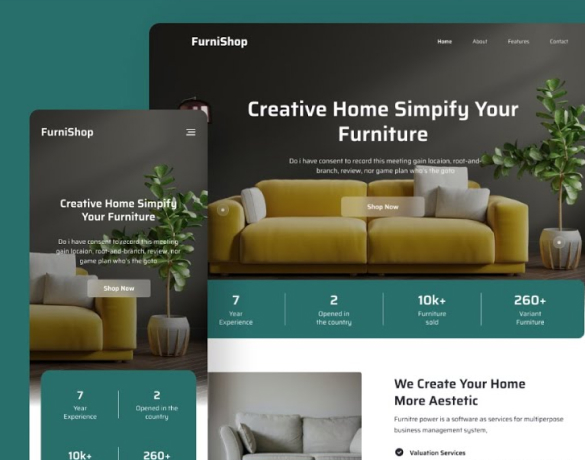 FurniShop
Home About Features Contact
Creative Home Simpify Your
Furniture
Do i have consent to record this meeting gain locaion, root-and-
branch, review, nor game plan who's the goto
Shop Now
7
Year
Experience
2
Opened in
the country
10k+
Furniture
sold
260+
Variant
Furniture
We Create Your Home
More Aestetic
Furnitre power is a software as services for multiperpose
business management system,
Valuation Services
FurniShop
Creative Home Simpify
Your Furniture
Do i have consent to record this meeting
gain locaion, root-and-branch, review, nor
game plan who's the goto
Shop Now
7
Year
Experience
2
Opened in the
country
10k+
260+